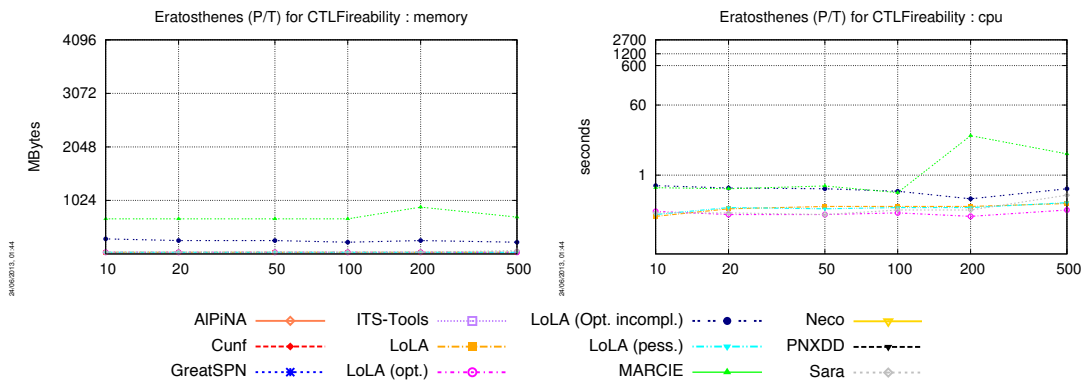 Eratosthenes (P/T) for CTLFireability : memory
4096
3072
2048
1024
MBytes
10 20 50 100 200 500
24/06/2013, 01:44
Eratosthenes (P/T) for CTLFireability : cpu
2700
1200
600
60
1
seconds
10 20 50 100 200 500
24/06/2013, 01:44
AlPiNA
Cunf
GreatSPN
ITS-Tools
LoLA
LoLA (opt.)
LoLA (Opt. incompl.)
LoLA (pess.)
MARCIE
Neco
PNXDD
Sara